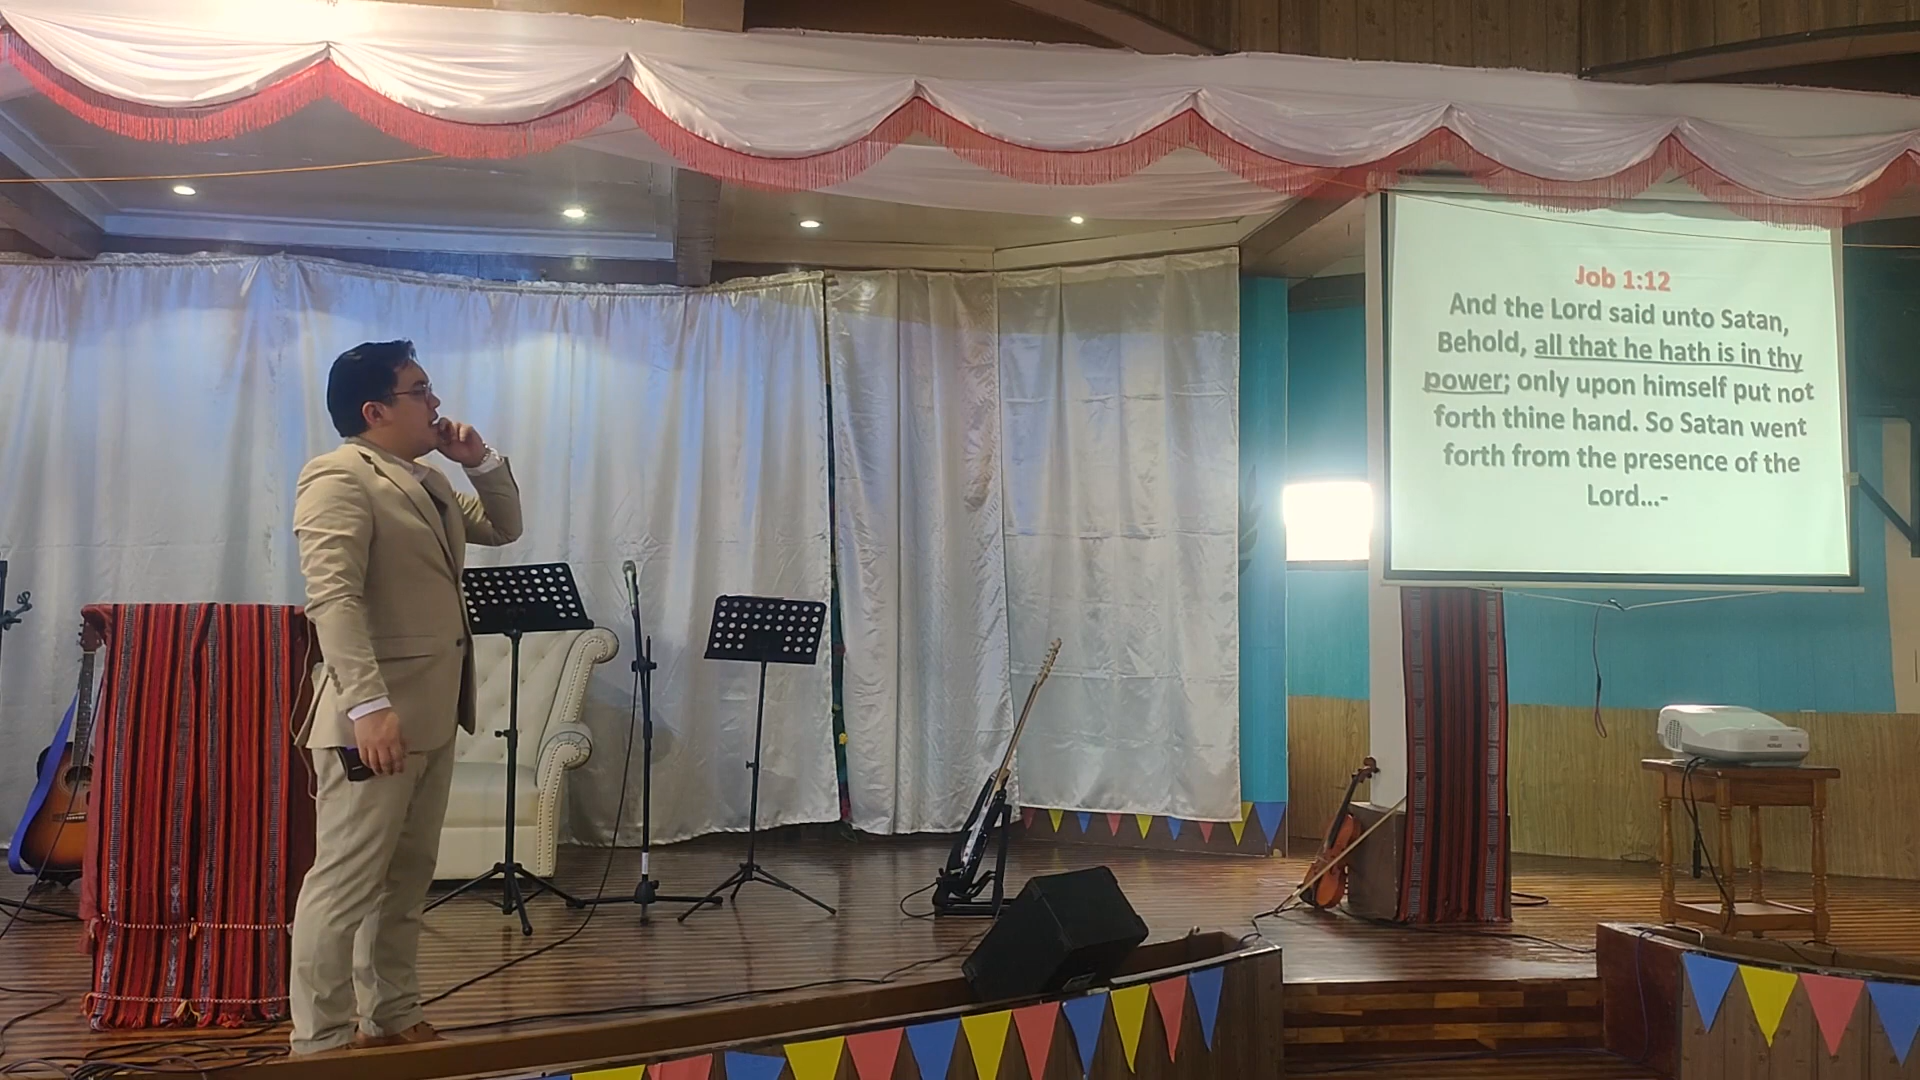 Job 1:12
And the Lord said unto Satan,
Behold, all that he hath is in thy
power; only upon himself put not
forth thine hand. So Satan went
forth from the presence of the
Lord...-